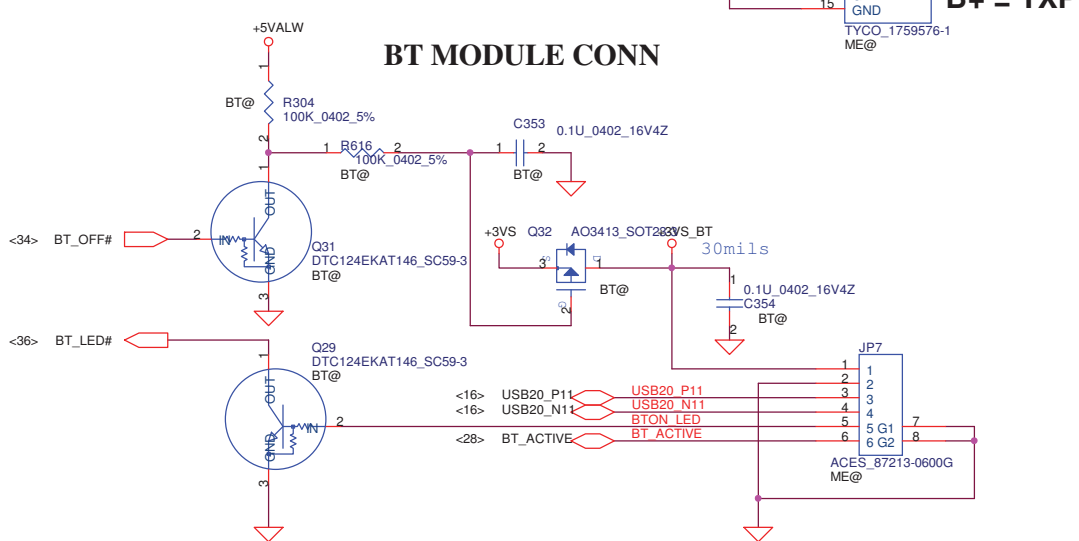 15
GND
D+ = TXP
TYCO_1759576-1
ME@
+5VALW
BT MODULE CONN
1
BT@
R304
100K_0402_5%
2
1
R616
2
100K_0402_5%
BT@
C353
0.1U_0402_16V4Z
1
2
BT@
1
OUT
<34> BT_OFF#
2
IN
GND
Q31
DTC124EKAT146_SC59-3
BT@
3
+3VS
Q32
+3VS_BT
30mils
3
S
D
1
BT@
G
2
1
0.1U_0402_16V4Z
C354
BT@
2
<36> BT_LED#
1
Q29
DTC124EKAT146_SC59-3
BT@
OUT
IN
2
GND
3
JP7
1
1
2
2
<16> USB20_P11
USB20_P11
3
3
<16> USB20_N11
USB20_N11
4
4
BTON_LED
5
5
G1
7
<28> BT_ACTIVE
BT_ACTIVE
6
6
G2
8
ACES_87213-0600G
ME@